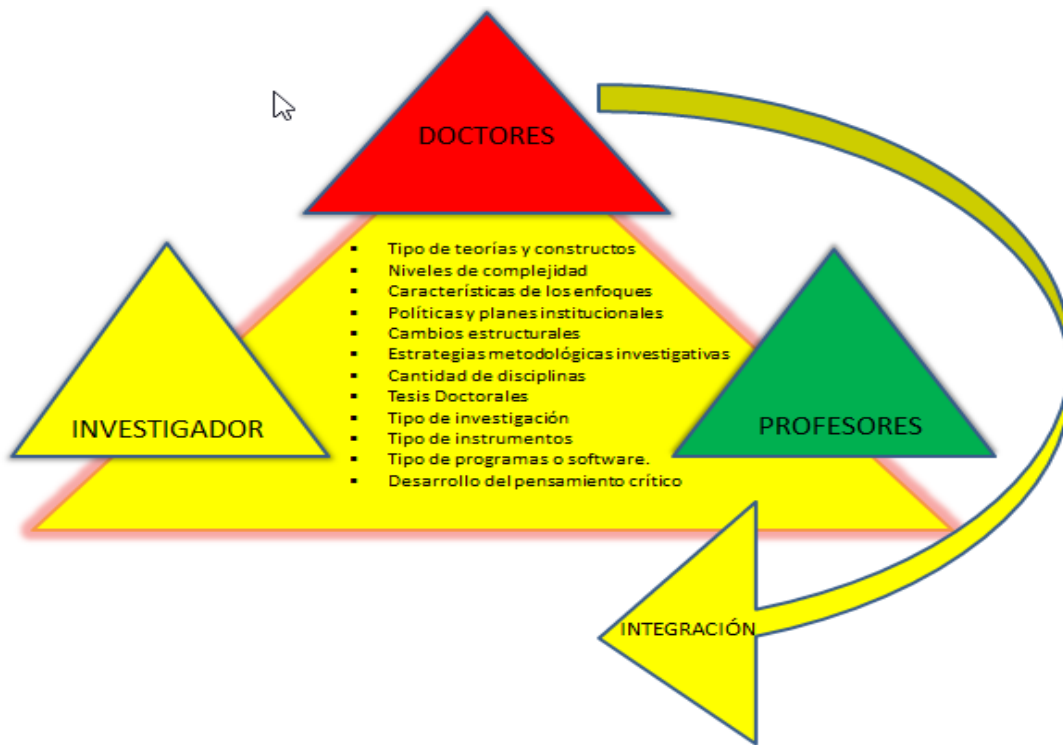 DOCTORES
▪ Tipo de teorías y constructos
▪ Niveles de complejidad
▪ Características de los enfoques
▪ Políticas y planes institucionales
▪ Cambios estructurales
▪ Estrategias metodológicas investigativas
▪ Cantidad de disciplinas
▪ Tesis Doctorales
▪ Tipo de investigación
▪ Tipo de instrumentos
▪ Tipo de programas o software.
▪ Desarrollo del pensamiento crítico
INVESTIGADOR
PROFESORES
INTEGRACIÓN